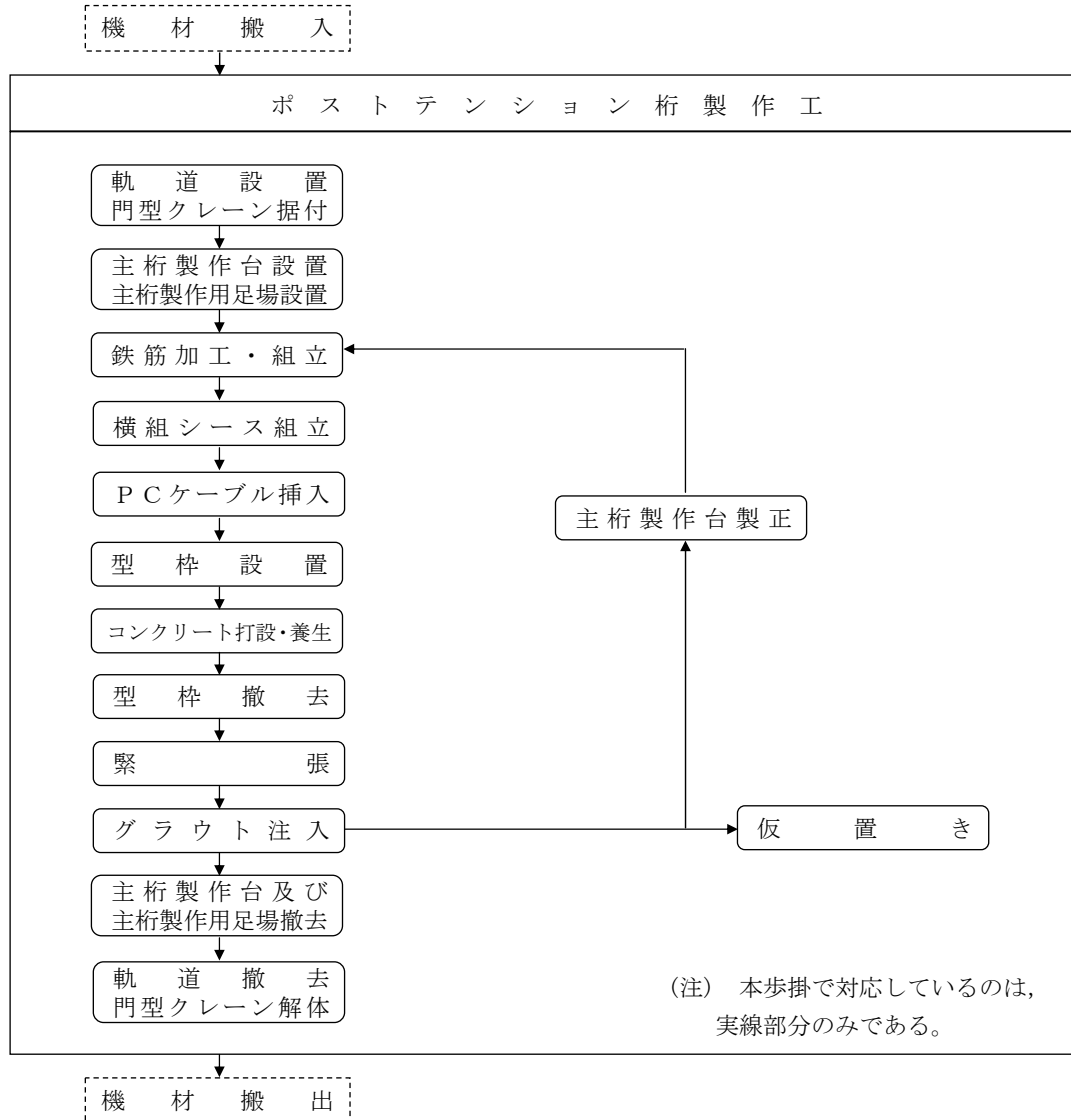 機材搬入
ポストテンション桁製作工
軌道設置
門型クレーン据付
主桁製作台設置
主桁製作用足場設置
鉄筋加工・組立
横組シース組立
PCケーブル挿入
主桁製作台製正
型枠設置
コンクリート打設・養生
型枠撤去
緊張
グラウト注入
仮置き
主桁製作台及び
主桁製作用足場撤去
軌道撤去
門型クレーン解体
(注) 本歩掛で対応しているのは,
実線部分のみである。
機材搬出